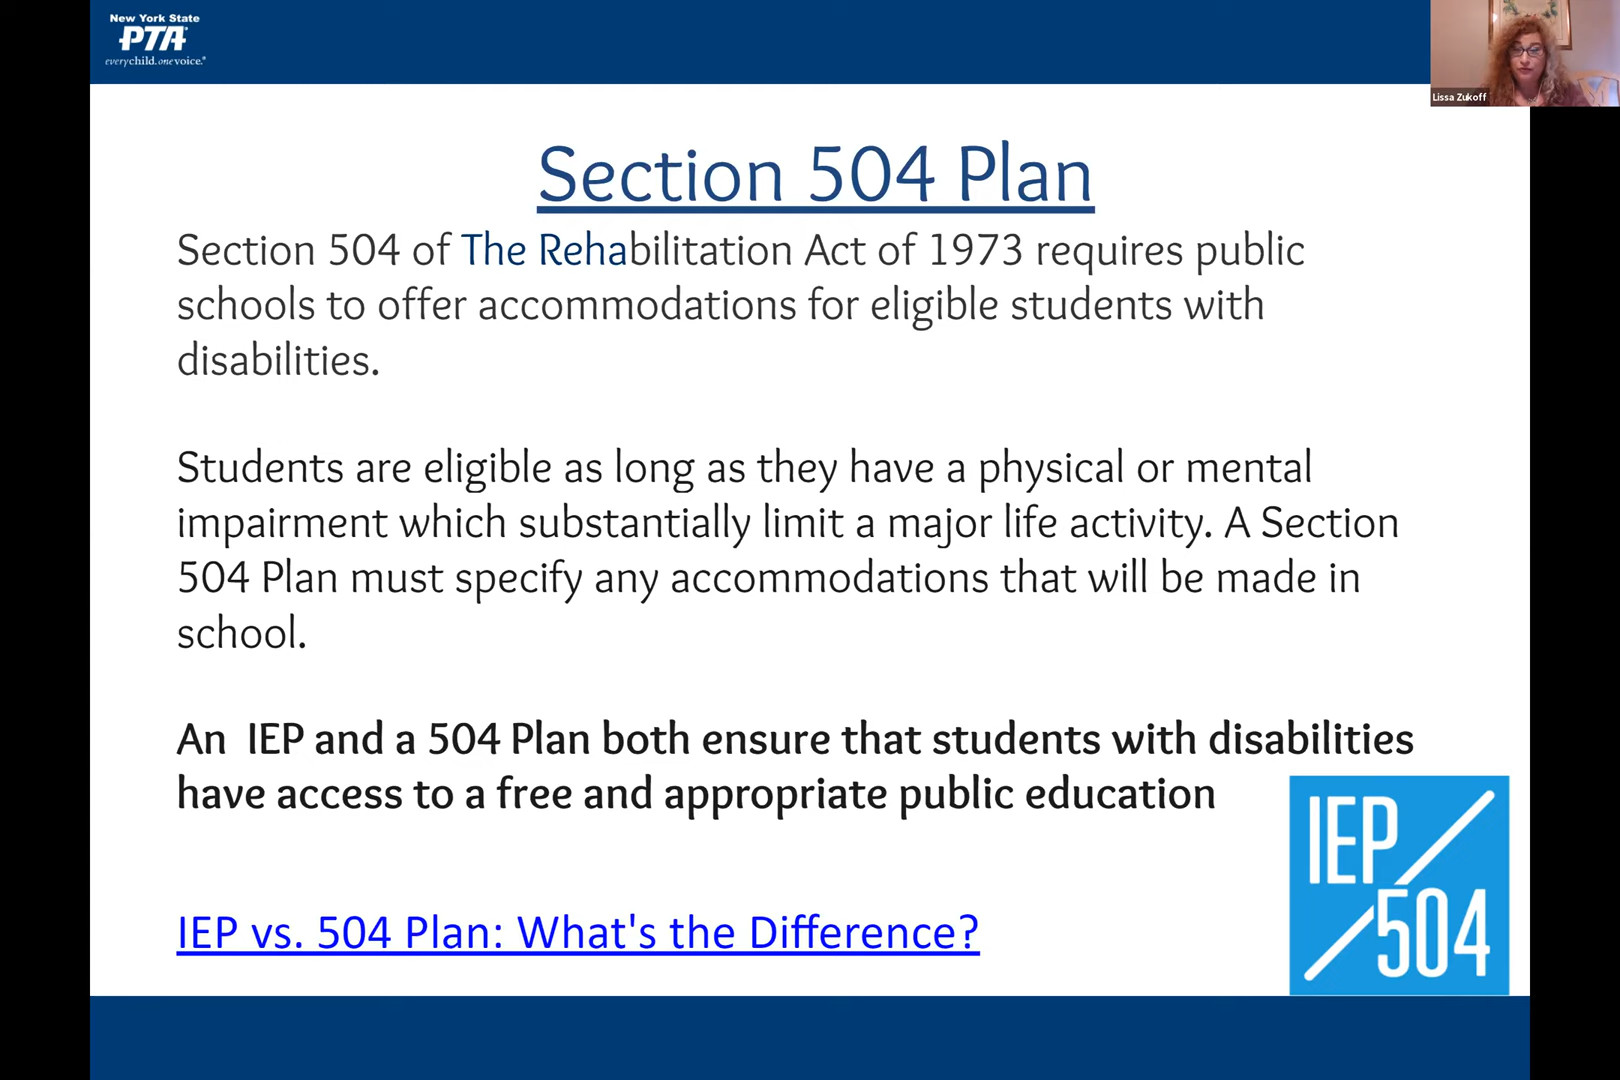 New York State
PTA
everychild.onevoice.®
Lissa Zukoff
Section 504 Plan
Section 504 of The Rehabilitation Act of 1973 requires public
schools to offer accommodations for eligible students with
disabilities.
Students are eligible as long as they have a physical or mental
impairment which substantially limit a major life activity. A Section
504 Plan must specify any accommodations that will be made in
school.
An  IEP and a 504 Plan both ensure that students with disabilities
have access to a free and appropriate public education
IEP vs. 504 Plan: What's the Difference?
IEP
504